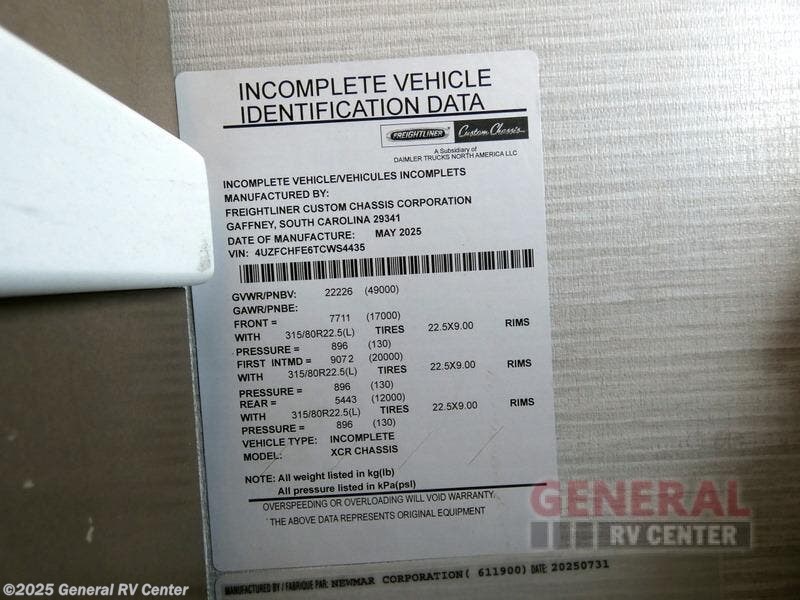 INCOMPLETE VEHICLE
IDENTIFICATION DATA
FREIGHTLINER Custom Chassis
A Subsidiary of
DAIMLER TRUCKS NORTH AMERICA LLC
INCOMPLETE VEHICLE/VEHICULES INCOMPLETS
MANUFACTURED BY:
FREIGHTLINER CUSTOM CHASSIS CORPORATION
GAFFNEY, SOUTH CAROLINA 29341
DATE OF MANUFACTURE: MAY 2025
VIN: 4UZFCHFE6TCWS4435
GVWR/PNBV: 22226 (49000)
GAWR/PNBE:
FRONT = 7711 (17000)
WITH 315/80R22.5(L) TIRES 22.5X9.00 RIMS
PRESSURE = 896 (130)
FIRST INTMD = 9072 (20000)
WITH 315/80R22.5(L) TIRES 22.5X9.00 RIMS
PRESSURE = 896 (130)
REAR = 5443 (12000)
WITH 315/80R22.5(L) TIRES 22.5X9.00 RIMS
PRESSURE = 896 (130)
VEHICLE TYPE: INCOMPLETE
MODEL: XCR CHASSIS
NOTE: All weight listed in kg(lb)
All pressure listed in kPa(psl)
OVERSPEEDING OR OVERLOADING WILL VOID WARRANTY.
THE ABOVE DATA REPRESENTS ORIGINAL EQUIPMENT
GENERAL
RV CENTER
MANUFACTURED BY / FABRIQUE PAR: NEWMAR CORPORATION( 611900) DATE: 20250731
©2025 General RV Center